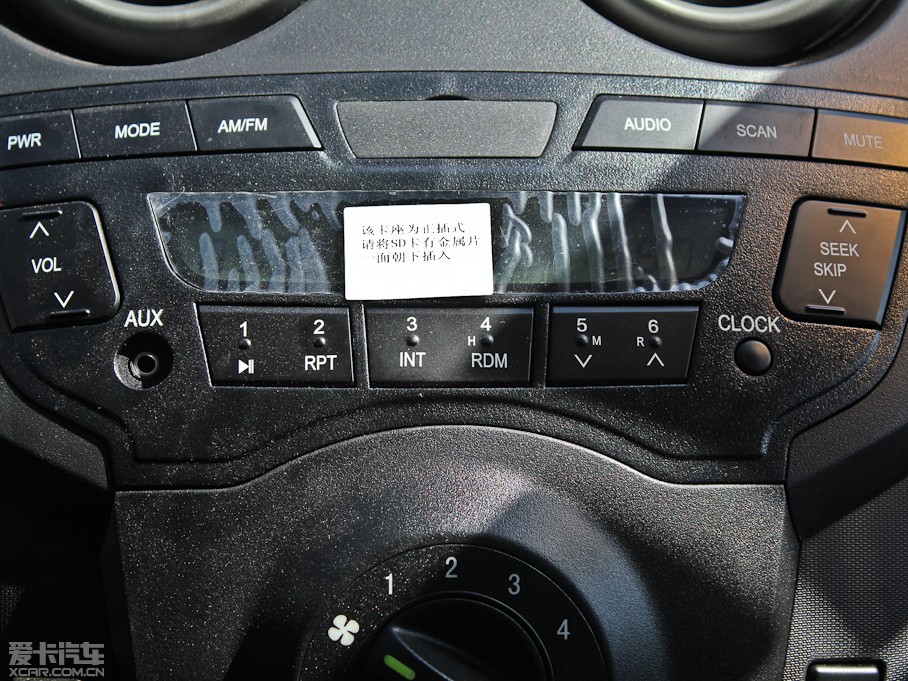 PWR
MODE
AM/FM
AUDIO
SCAN
MUTE
VOL
该卡座为正插式
请将SD卡有金属片
一面朝下插入
SEEK
SKIP
AUX
1
2
RPT
3
INT
4
H
RDM
5
M
6
R
CLOCK
1
2
3
4
爱卡汽车
XCAR.COM.CN